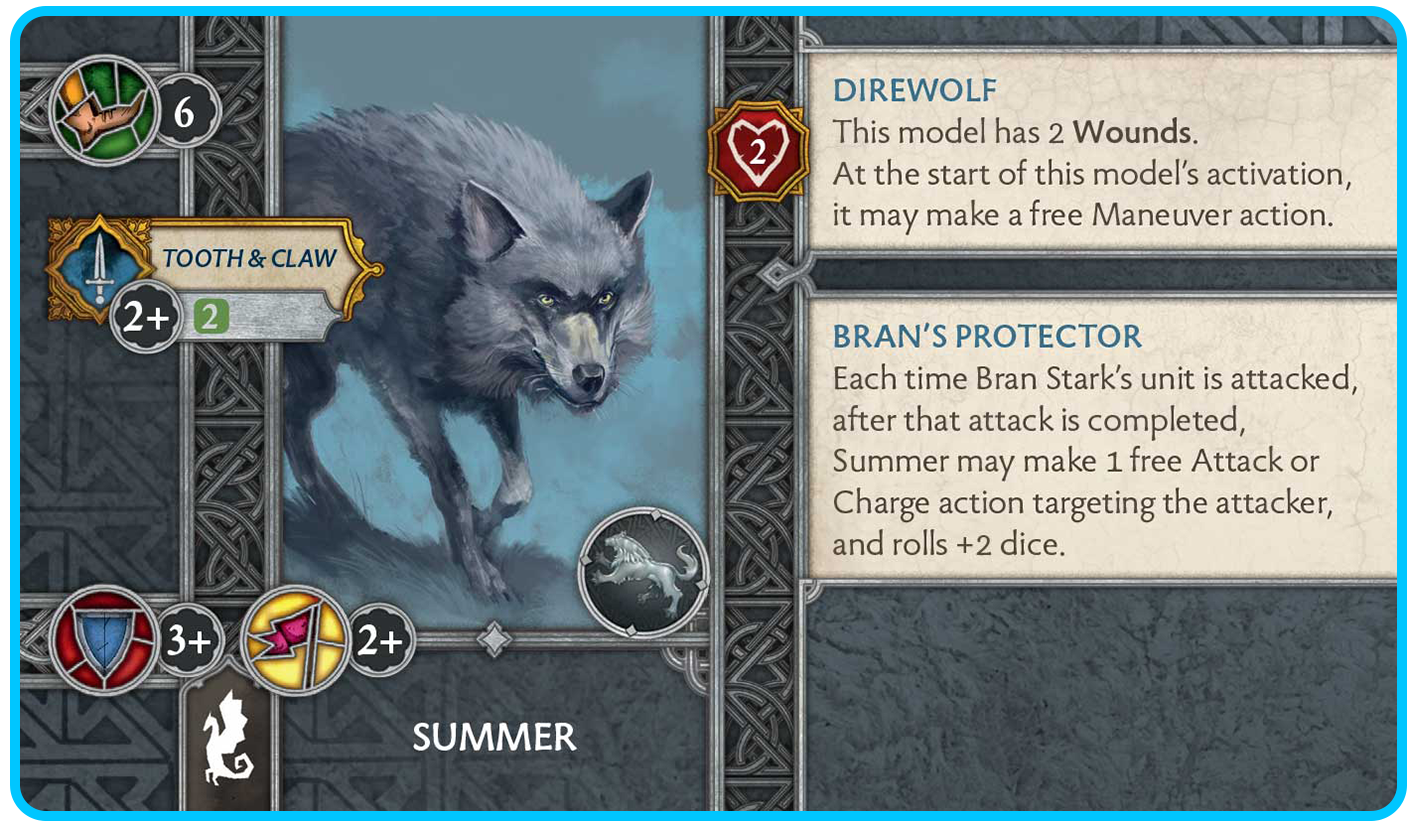 6
TOOTH & CLAW
2+ 2
3+
2+
SUMMER
2
DIREWOLF
This model has 2 Wounds.
At the start of this model's activation,
it may make a free Maneuver action.
BRAN'S PROTECTOR
Each time Bran Stark's unit is attacked,
after that attack is completed,
Summer may make 1 free Attack or
Charge action targeting the attacker,
and rolls +2 dice.